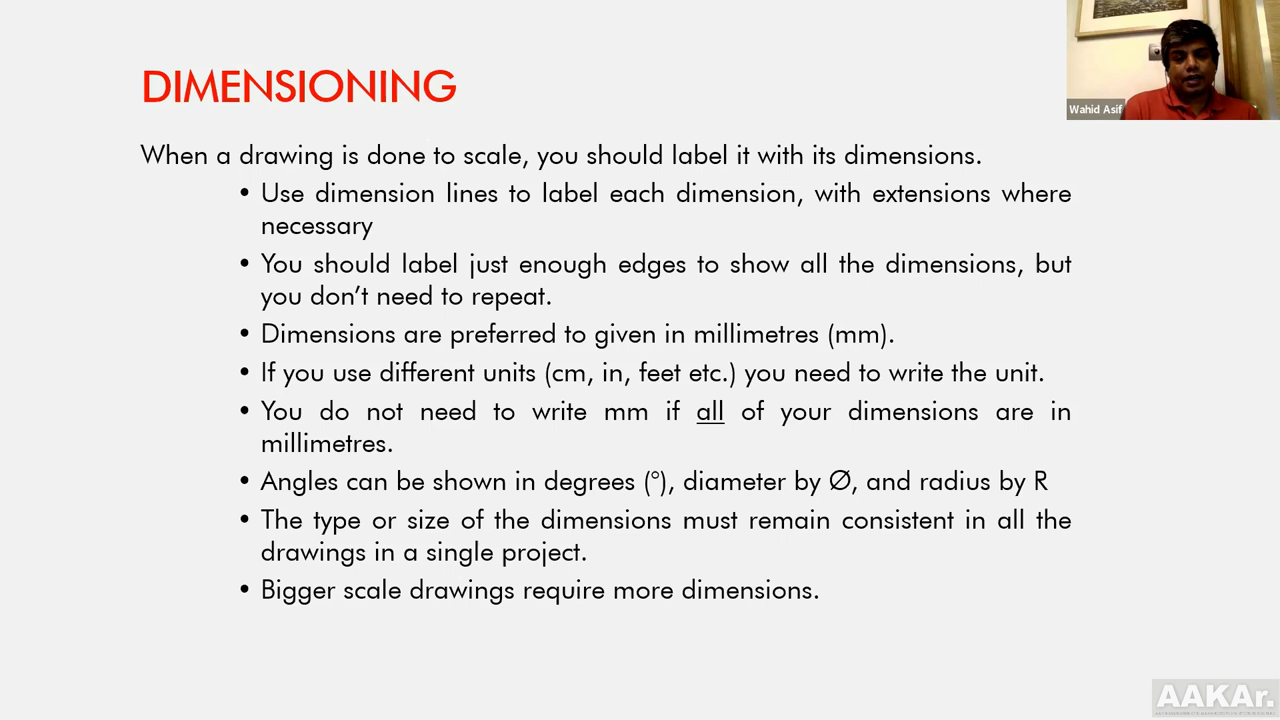 DIMENSIONING
Wahid Asif
When a drawing is done to scale, you should label it with its dimensions.
• Use dimension lines to label each dimension, with extensions where
necessary
• You should label just enough edges to show all the dimensions, but
you don’t need to repeat.
• Dimensions are preferred to given in millimetres (mm).
• If you use different units (cm, in, feet etc.) you need to write the unit.
• You do not need to write mm if all of your dimensions are in
millimetres.
• Angles can be shown in degrees (°), diameter by Ø, and radius by R
• The type or size of the dimensions must remain consistent in all the
drawings in a single project.
• Bigger scale drawings require more dimensions.
AAKAr.